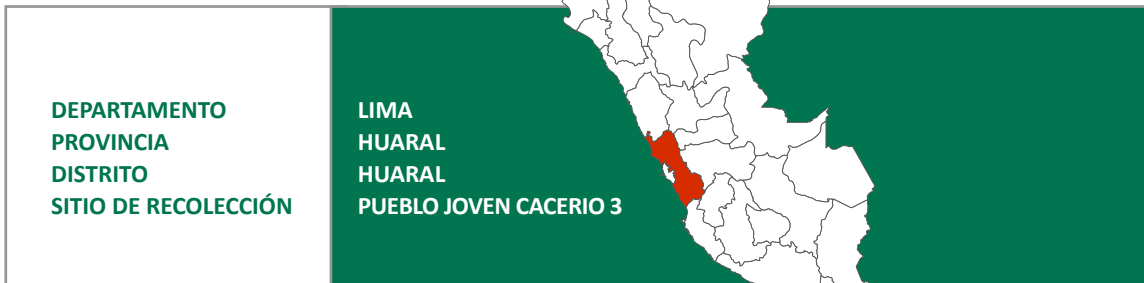 DEPARTAMENTO LIMA
PROVINCIA HUARAL
DISTRITO HUARAL
SITIO DE RECOLECCIÓN PUEBLO JOVEN CACERIO 3